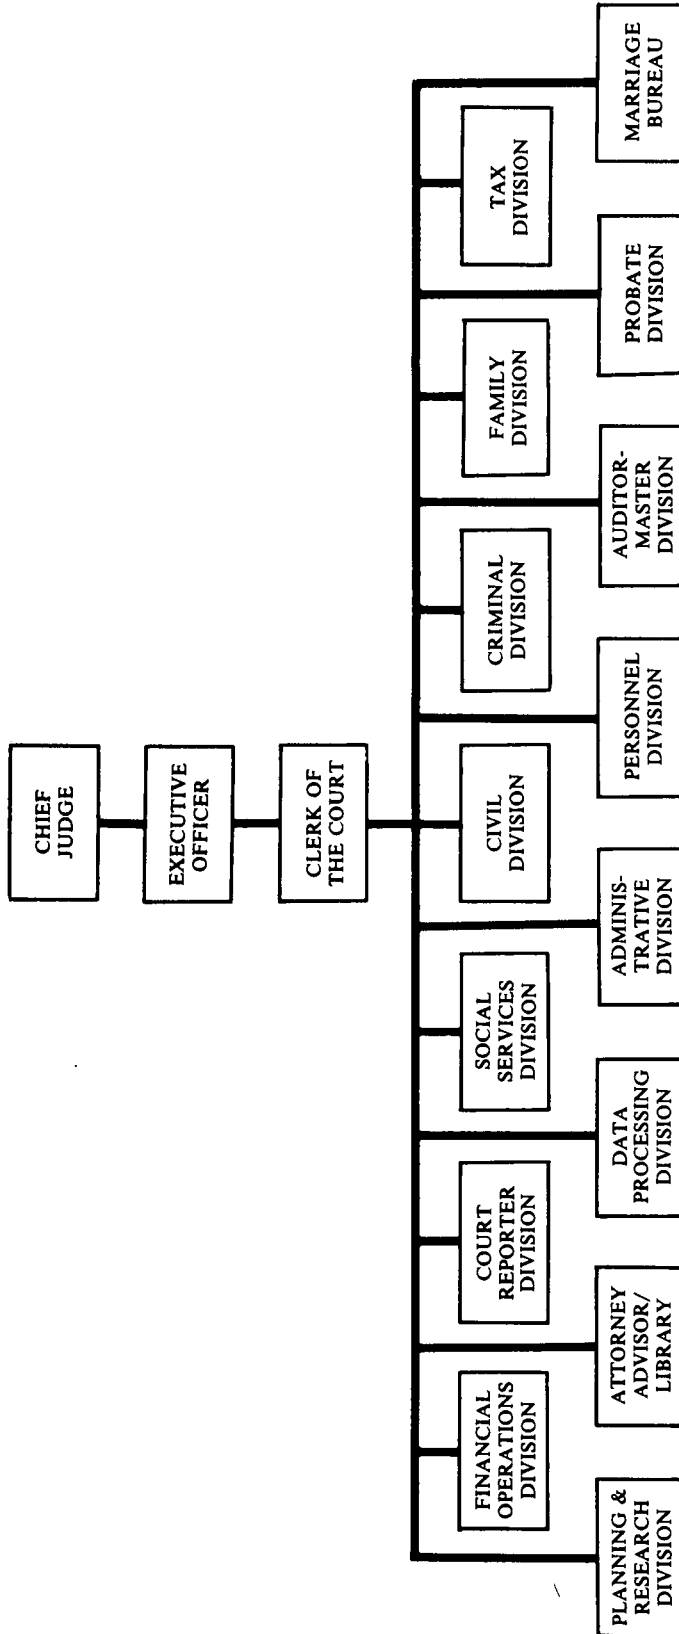 CHIEF
JUDGE
EXECUTIVE
OFFICER
CLERK OF
THE COURT
FINANCIAL
OPERATIONS
DIVISION
COURT
REPORTER
DIVISION
SOCIAL
SERVICES
DIVISION
CIVIL
DIVISION
CRIMINAL
DIVISION
FAMILY
DIVISION
TAX
DIVISION
PLANNING &
RESEARCH
DIVISION
ATTORNEY
ADVISOR/
LIBRARY
DATA
PROCESSING
DIVISION
ADMINIS-
TRATIVE
DIVISION
PERSONNEL
DIVISION
AUDITOR-
MASTER
DIVISION
PROBATE
DIVISION
MARRIAGE
BUREAU